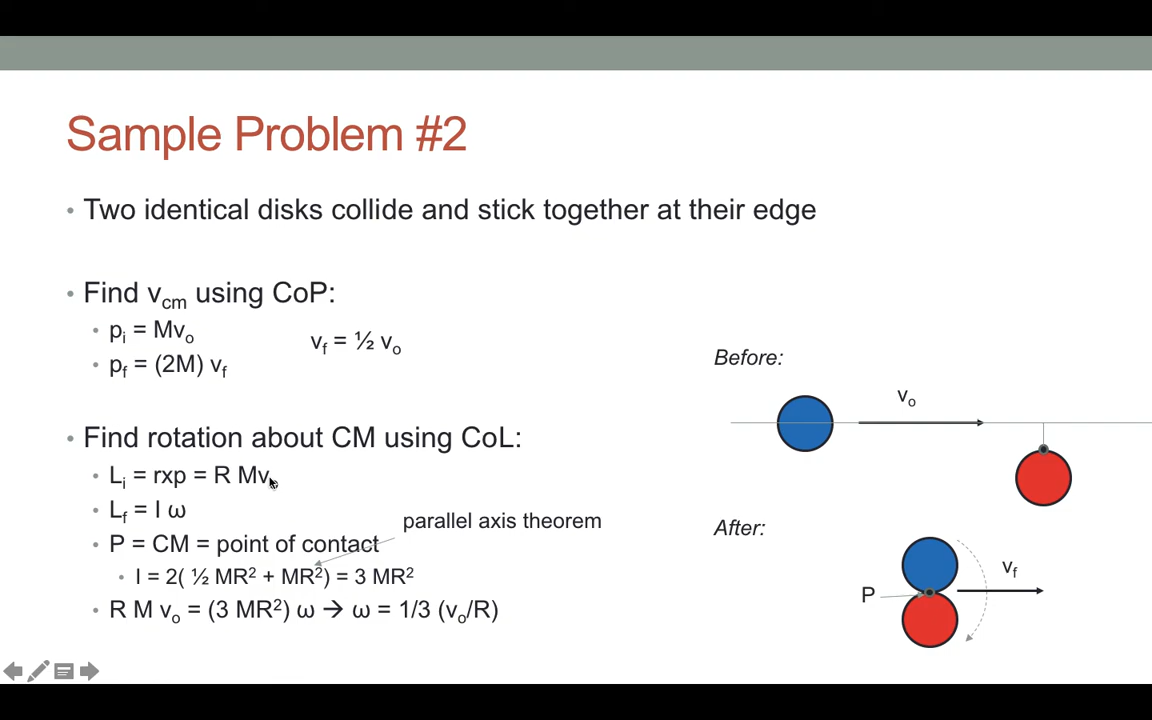 Sample Problem #2
• Two identical disks collide and stick together at their edge
• Find v_cm using CoP:
• p_i = Mv_o
v_f = ½ v_o
• p_f = (2M) v_f
Before:
v_o
• Find rotation about CM using CoL:
• L_i = rxp = R Mv
• L_f = I ω
parallel axis theorem
After:
• P = CM = point of contact
• I = 2( ½ MR² + MR²) = 3 MR²
v_f
P
• R M v_o = (3 MR²) ω → ω = 1/3 (v_o/R)